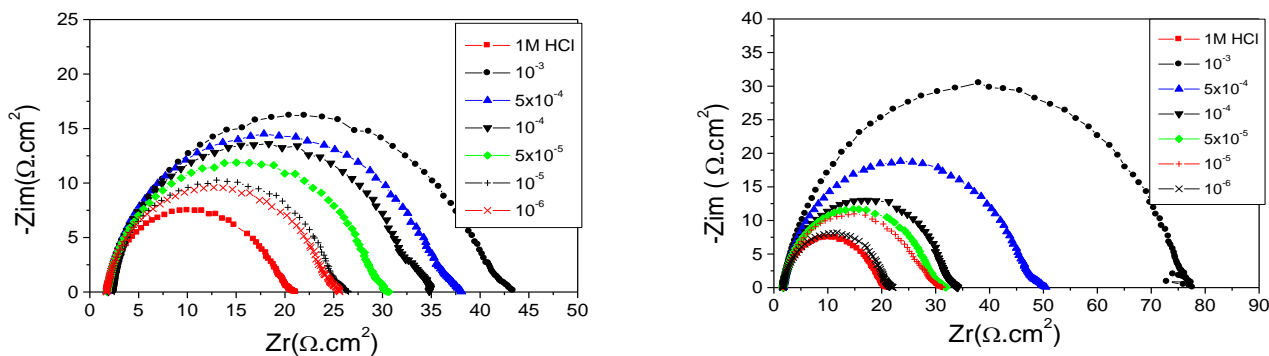 25
20
15
10
5
0
-Zim(Ω.cm²)
0 5 10 15 20 25 30 35 40 45 50
Zr(Ω.cm²)
1M HCl
10⁻³
5x10⁻⁴
10⁻⁴
5x10⁻⁵
10⁻⁵
10⁻⁶
40
35
30
25
20
15
10
5
0
-Zim ( Ω.cm²)
0 10 20 30 40 50 60 70 80 90
Zr(Ω.cm²)
1M HCl
10⁻³
5x10⁻⁴
10⁻⁴
5x10⁻⁵
10⁻⁵
10⁻⁶